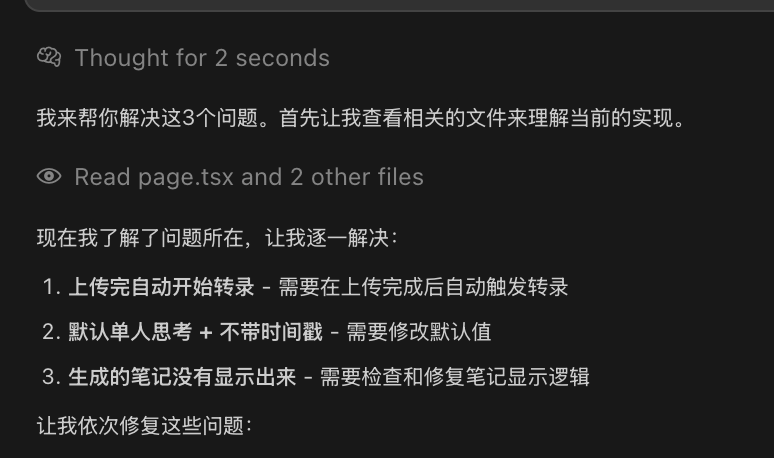 Thought for 2 seconds
我来帮你解决这3个问题。首先让我查看相关的文件来理解当前的实现。
Read page.tsx and 2 other files
现在我了解了问题所在，让我逐一解决：
1. 上传完自动开始转录 - 需要在上传完成后自动触发转录
2. 默认单人思考 + 不带时间戳 - 需要修改默认值
3. 生成的笔记没有显示出来 - 需要检查和修复笔记显示逻辑
让我依次修复这些问题：